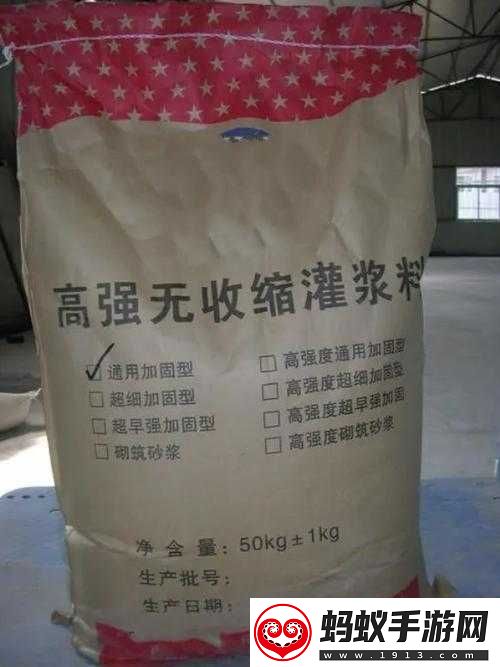 高强无收缩灌浆料
通用加固型
超细加固型
超早强加固型
砌筑砂浆
高强度通用加固型
高强度超细加固型
高强度超早强加固
高强度砌筑砂浆
净含量：50kg±1kg
生产批号：
生产日期：
蚂蚁手游网
www.1913.com